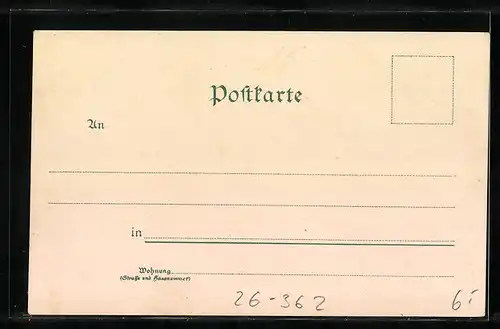 Postkarte
An
in
Wohnung
(Straße und Hausnummer)
26-362 6.-